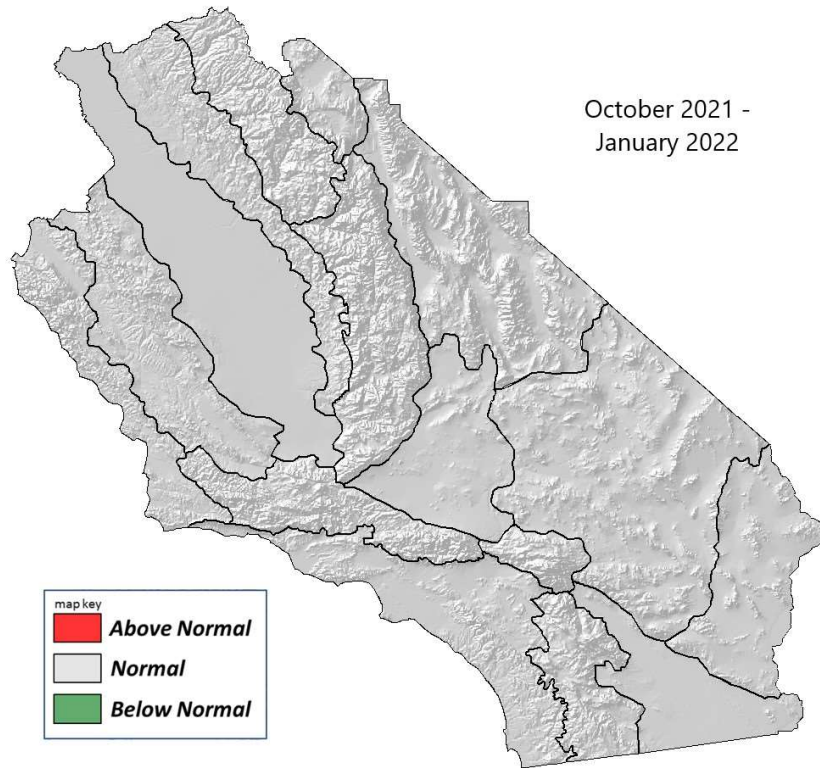 October 2021 -
January 2022
map key
Above Normal
Normal
Below Normal